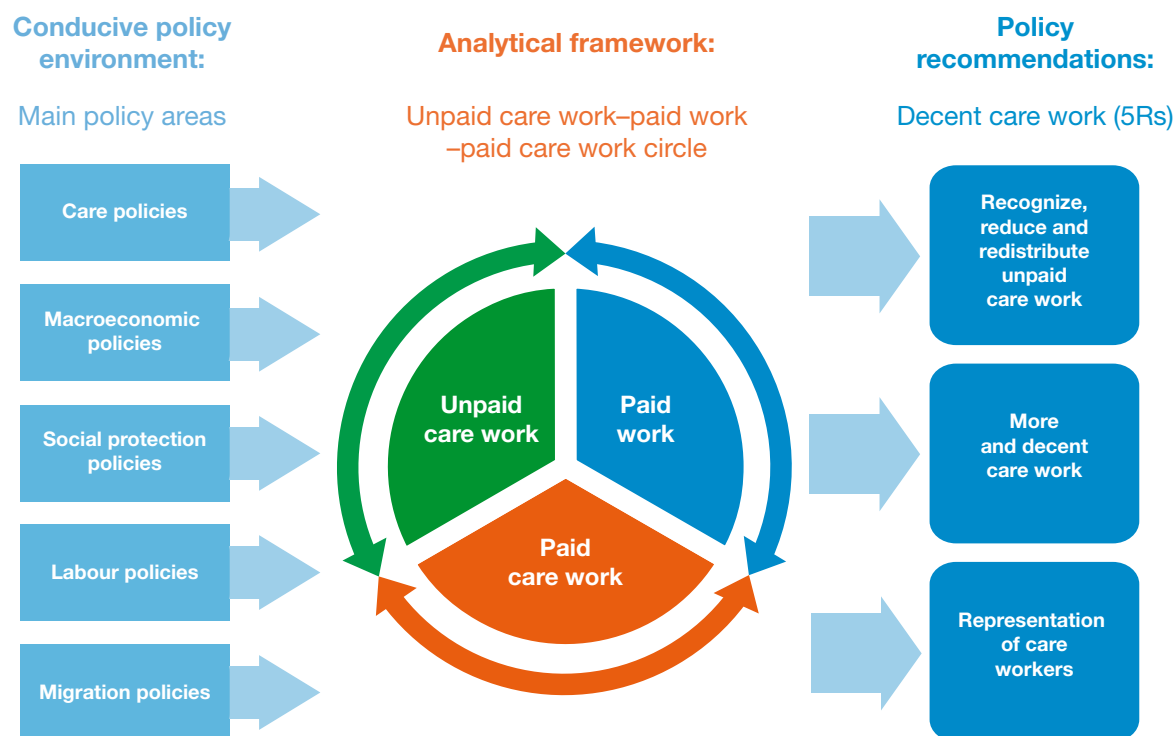 Conducive policy
environment:
Main policy areas
Care policies
Macroeconomic
policies
Social protection
policies
Labour policies
Migration policies
Analytical framework:
Unpaid care work–paid work
–paid care work circle
Unpaid
care work
Paid
work
Paid
care work
Policy
recommendations:
Decent care work (5Rs)
Recognize,
reduce and
redistribute
unpaid
care work
More
and decent
care work
Representation
of care
workers